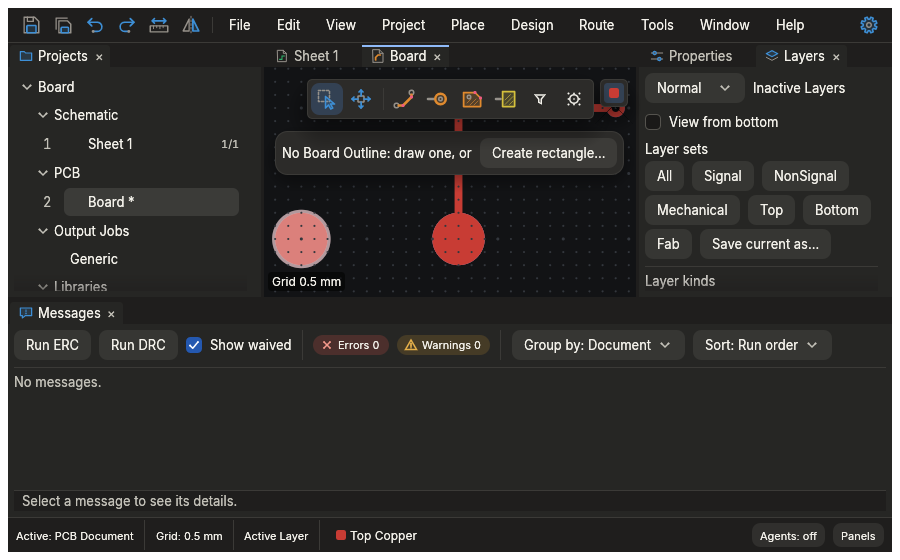 File Edit View Project Place Design Route Tools Window Help
Projects × Sheet 1 Board × Properties Layers ×
Board
Schematic
1 Sheet 1 1/1
PCB
2 Board *
Output Jobs
Generic
Libraries
No Board Outline: draw one, or Create rectangle...
Grid 0.5 mm
Normal Inactive Layers
View from bottom
Layer sets
All Signal NonSignal
Mechanical Top Bottom
Fab Save current as...
Layer kinds
Messages ×
Run ERC Run DRC Show waived Errors 0 Warnings 0 Group by: Document Sort: Run order
No messages.
Select a message to see its details.
Active: PCB Document Grid: 0.5 mm Active Layer Top Copper Agents: off Panels